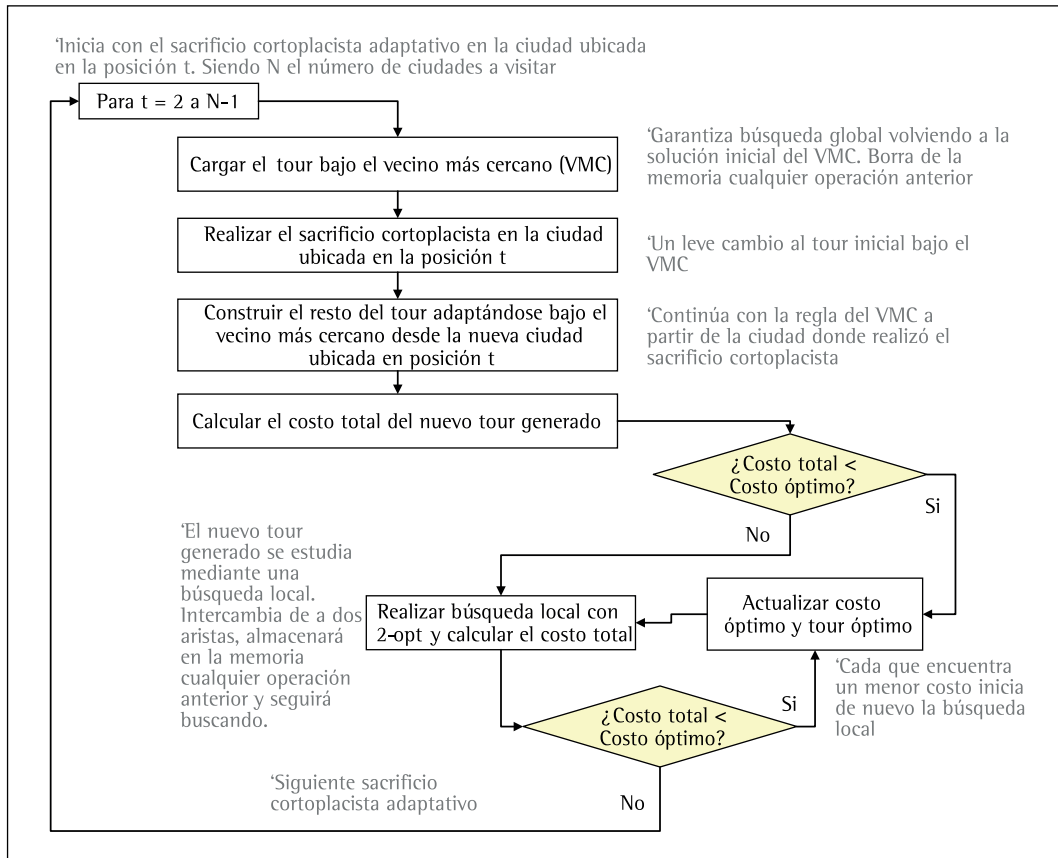 ‘Inicia con el sacrificio cortoplacista adaptativo en la ciudad ubicada
en la posición t. Siendo N el número de ciudades a visitar
Para t = 2 a N-1
Cargar el tour bajo el vecino más cercano (VMC)
‘Garantiza búsqueda global volviendo a la
solución inicial del VMC. Borra de la
memoria cualquier operación anterior
Realizar el sacrificio cortoplacista en la ciudad
ubicada en la posición t
‘Un leve cambio al tour inicial bajo el
VMC
Construir el resto del tour adaptándose bajo el
vecino más cercano desde la nueva ciudad
ubicada en posición t
‘Continúa con la regla del VMC a
partir de la ciudad donde realizó el
sacrificio cortoplacista
Calcular el costo total del nuevo tour generado
¿Costo total <
Costo óptimo?
Si
No
‘El nuevo tour
generado se estudia
mediante una
búsqueda local.
Intercambia de a dos
aristas, almacenará
en la memoria
cualquier operación
anterior y seguirá
buscando.
Realizar búsqueda local con
2-opt y calcular el costo total
Actualizar costo
óptimo y tour óptimo
‘Cada que encuentra
un menor costo inicia
de nuevo la búsqueda
local
¿Costo total <
Costo óptimo?
Si
No
‘Siguiente sacrificio
cortoplacista adaptativo